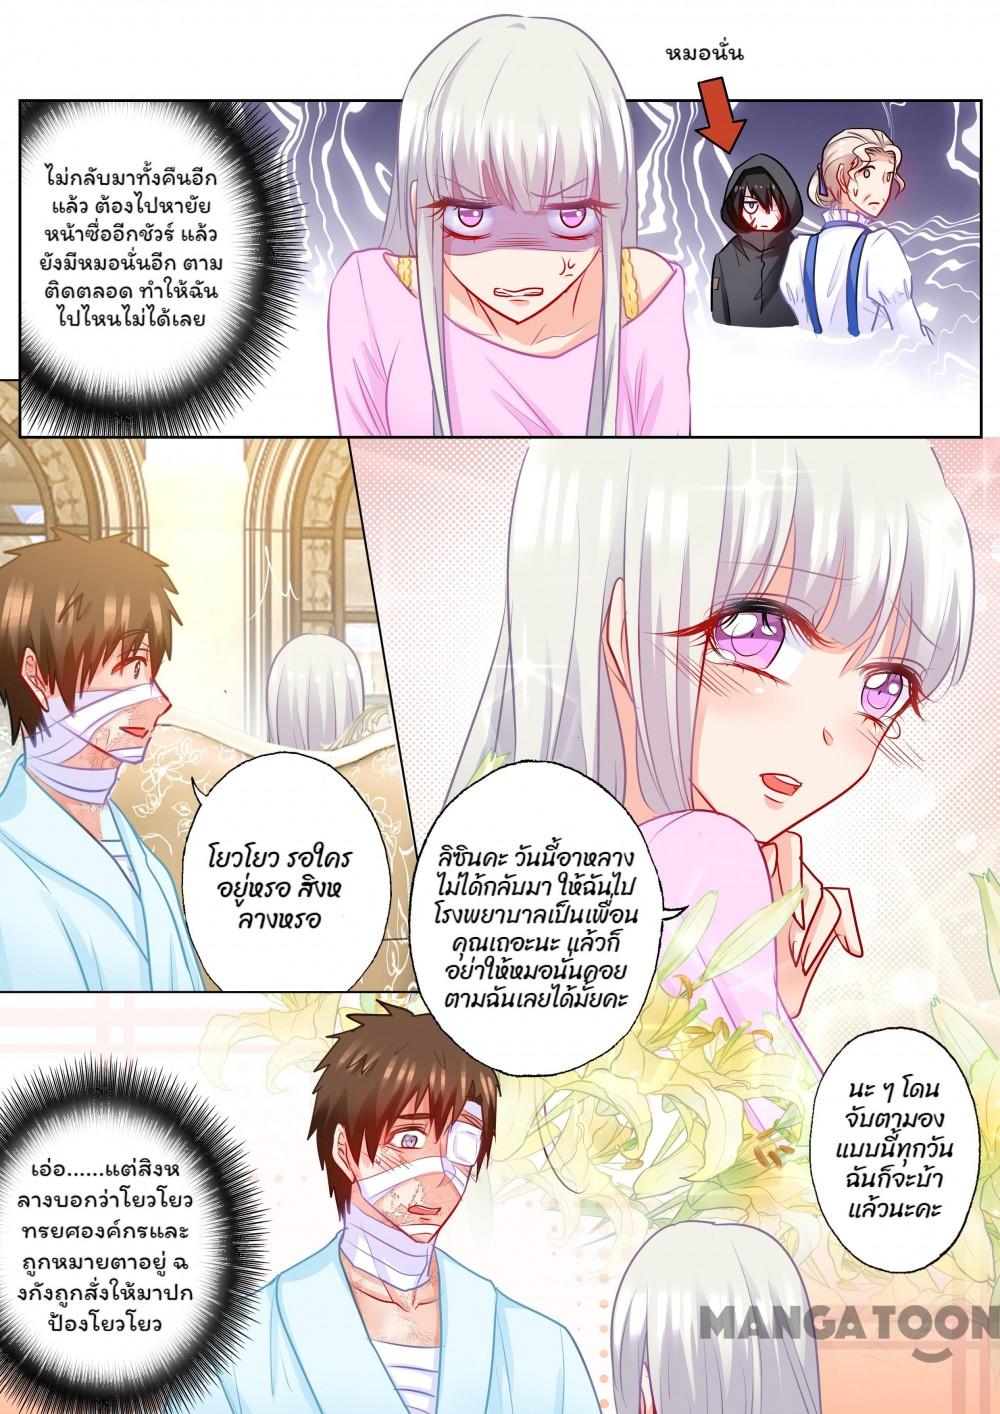 หมอนั่น
ไม่กลับมาทั้งคืนอีก
แล้ว ต้องไปหายัย
หน้าซื่ออีกชัวร์ แล้ว
ยังมีหมอนั่นอีก ตาม
ติดตลอด ทำให้ฉัน
ไปไหนไม่ได้เลย
โยวโยว รอใคร
อยู่หรอ สิงห
ลางหรอ
ลิซินคะ วันนี้อาหลาง
ไม่ได้กลับมา ให้ฉันไป
โรงพยาบาลเป็นเพื่อน
คุณเถอะนะ แล้วก็
อย่าให้หมอนั่นคอย
ตามฉันเลยได้มั้ยคะ
นะ ๆ โดน
จับตามอง
แบบนี้ทุกวัน
ฉันก็จะบ้า
แล้วนะคะ
เอ่อ......แต่สิงห
ลางบอกว่าโยวโยว
ทรยศองค์กรและ
ถูกหมายตาอยู่ ฉ
งกังถูกสั่งให้มาปก
ป้องโยวโยว
MANGATOON